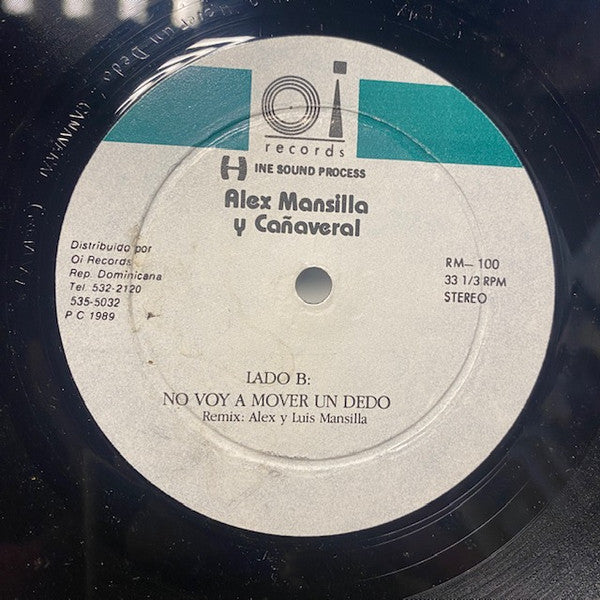 oi
records
INE SOUND PROCESS
Alex Mansilla
y Cañaveral
Distribuido por
Oi Records
Rep. Dominicana
Tel. 532-2120
535-5032
P C 1989
RM— 100
33 1/3 RPM
STEREO
LADO B:
NO VOY A MOVER UN DEDO
Remix: Alex y Luis Mansilla